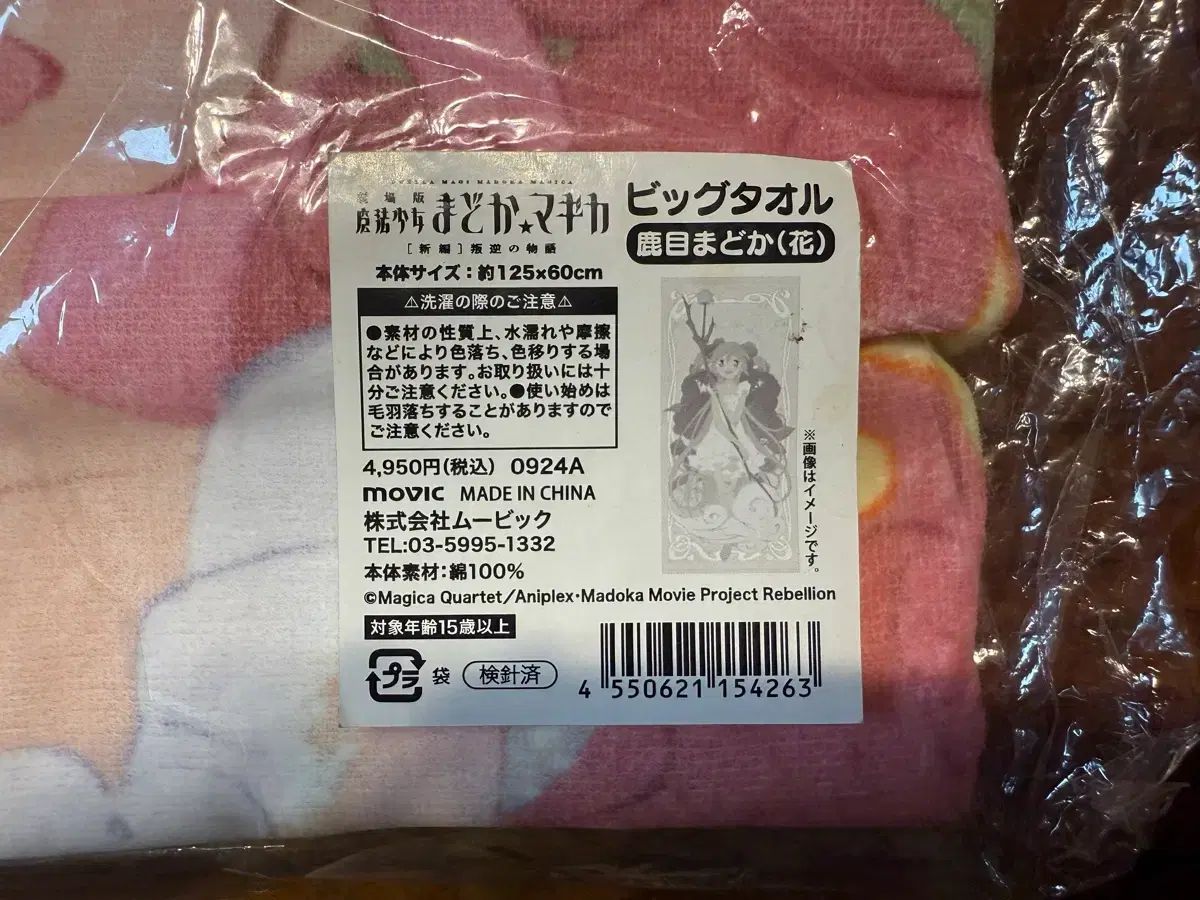 PUELLA MAGI MADOKA MAGICA
劇場版
魔法少女まどか★マギカ
[新編]叛逆の物語
ビッグタオル
鹿目まどか(花)
本体サイズ:約125×60cm
⚠洗濯の際のご注意⚠
●素材の性質上、水濡れや摩擦
などにより色落ち、色移りする場
合があります。お取り扱いには十
分ご注意ください。●使い始めは
毛羽落ちすることがありますので
ご注意ください。
※画像はイメージです。
4,950円(税込) 0924A
movic MADE IN CHINA
株式会社ムービック
TEL:03-5995-1332
本体素材:綿100%
©Magica Quartet/Aniplex・Madoka Movie Project Rebellion
対象年齢15歳以上
プラ 袋 検針済
4 550621 154263